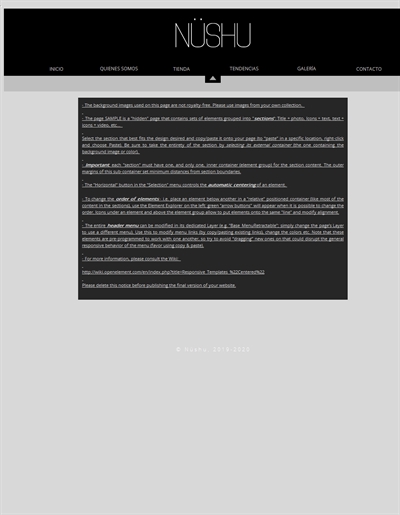 NÜSHU
INICIO QUIENES SOMOS TIENDA TENDENCIAS GALERÍA CONTACTO
The background images used on this page are not royalty-free. Please use images from your own collection.
The page SAMPLE is a "hidden" page that contains sets of elements grouped into "sections": Title + photo, Icons + text, text +
icons + video, etc...
Select the section that best fits the design desired and copy/paste it onto your page (to "paste" in a specific location, right-click
and choose Paste). Be sure to take the entirety of the section by selecting its external container (the one containing the
background image or color).
Important: each "section" must have one, and only one, inner container (element group) for the section content. The outer
margins of this sub container set minimum distances from section boundaries.
The "Horizontal" button in the "Selection" menu controls the automatic centering of an element.
To change the order of elements - i.e. place an element below another in a "relative" positioned container (like most of the
content in the sections), use the Element Explorer on the left: green "arrow buttons" will appear when it is possible to change the
order. Icons under an element and above the element group allow to put elements onto the same "line" and modify alignment.
The entire header menu can be modified in its dedicated Layer (e.g. "Base Menu/Retractable"; simply change the page's Layer
to use a different menu). Use this to modify menu links (by copy/pasting existing links), change the colors etc. Note that these
elements are pre-programmed to work with one another, so try to avoid "dragging" new ones on that could disrupt the general
responsive behavior of the menu (favor using copy & paste).
For more information, please consult the Wiki:
http://wiki.openelement.com/en/index.php?title=Responsive_Templates_%22Centered%22
Please delete this notice before publishing the final version of your website.
© Nüshu, 2019-2020